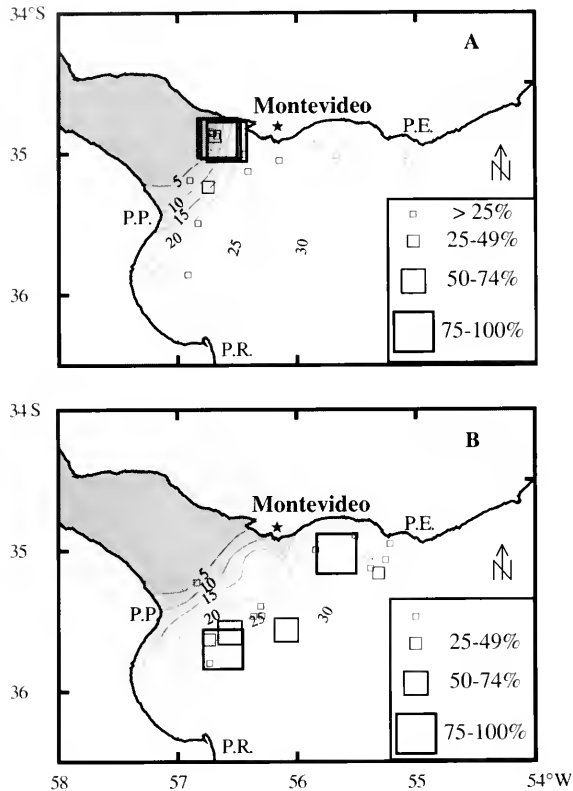 34°S
A
Montevideo
P.E.
35
5
10
15
20
25
30
P.P.
N
> 25%
25-49%
50-74%
75-100%
36
P.R.
34 S
B
Montevideo
P.E.
35
5
10
15
20
25
30
P.P
N
25-49%
50-74%
75-100%
36
P.R.
58
57
56
55
54°W